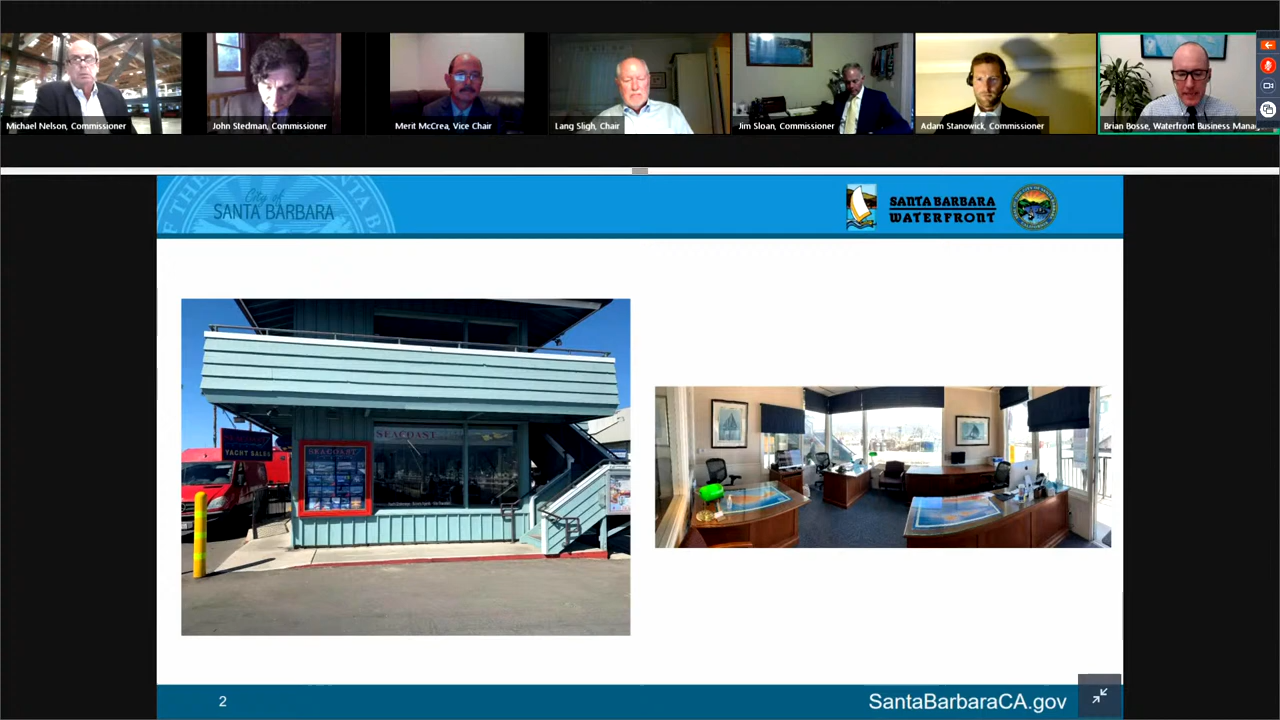 Michael Nelson, Commissioner
John Stedman, Commissioner
Merit McCrea, Vice Chair
Lang Sligh, Chair
Jim Sloan, Commissioner
Adam Stanowick, Commissioner
Brian Bosse, Waterfront Business Manag
City of
SANTA BARBARA
SANTA BARBARA
WATERFRONT
SEACOAST
YACHT SALES
SEACOAST
2
SantaBarbaraCA.gov